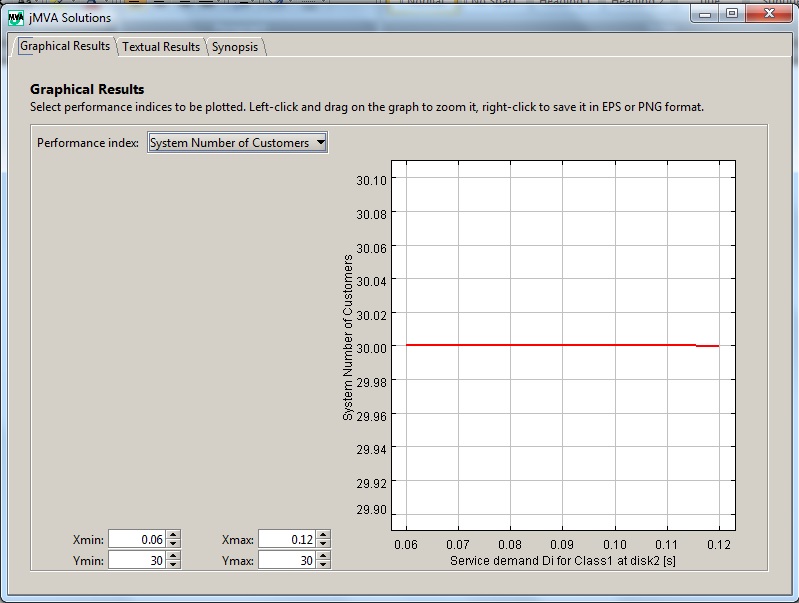 MVA jMVA Solutions
Graphical Results Textual Results Synopsis
Graphical Results
Select performance indices to be plotted. Left-click and drag on the graph to zoom it, right-click to save it in EPS or PNG format.
Performance index: System Number of Customers
30.10
30.08
30.06
30.04
30.02
30.00
29.98
29.96
29.94
29.92
29.90
System Number of Customers
0.06 0.07 0.08 0.09 0.10 0.11 0.12
Service demand Di for Class1 at disk2 [s]
Xmin: 0.06 Xmax: 0.12
Ymin: 30 Ymax: 30